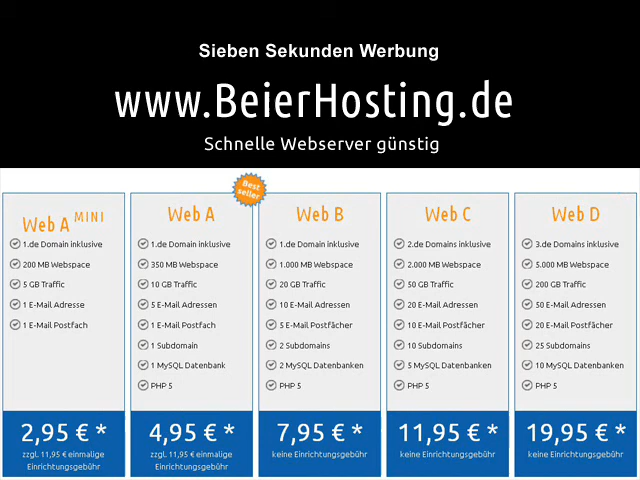 Sieben Sekunden Werbung
www.BeierHosting.de
Schnelle Webserver günstig
Best seller
Web A MINI
1.de Domain inklusive
200 MB Webspace
5 GB Traffic
1 E-Mail Adresse
1 E-Mail Postfach
2,95 € *
zzgl. 11,95 € einmalige
Einrichtungsgebühr
Web A
1.de Domain inklusive
350 MB Webspace
10 GB Traffic
5 E-Mail Adressen
1 E-Mail Postfach
1 Subdomain
1 MySQL Datenbank
PHP 5
4,95 € *
zzgl. 11,95 € einmalige
Einrichtungsgebühr
Web B
1.de Domain inklusive
1.000 MB Webspace
20 GB Traffic
10 E-Mail Adressen
5 E-Mail Postfächer
2 Subdomains
2 MySQL Datenbanken
PHP 5
7,95 € *
keine Einrichtungsgebühr
Web C
2.de Domains inklusive
2.000 MB Webspace
50 GB Traffic
20 E-Mail Adressen
10 E-Mail Postfächer
10 Subdomains
5 MySQL Datenbanken
PHP 5
11,95 € *
keine Einrichtungsgebühr
Web D
3.de Domains inklusive
5.000 MB Webspace
200 GB Traffic
50 E-Mail Adressen
20 E-Mail Postfächer
25 Subdomains
10 MySQL Datenbanken
PHP 5
19,95 € *
keine Einrichtungsgebühr